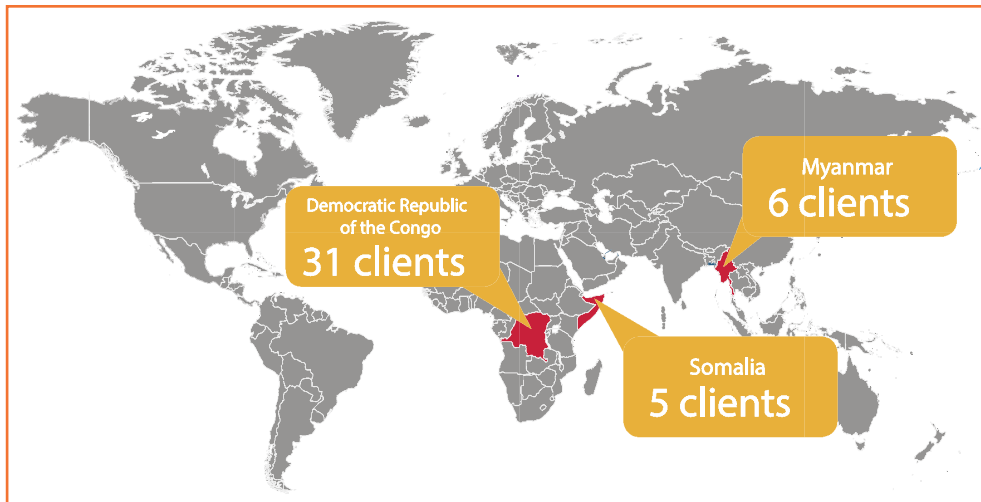 Myanmar
6 clients
Democratic Republic
of the Congo
31 clients
Somalia
5 clients